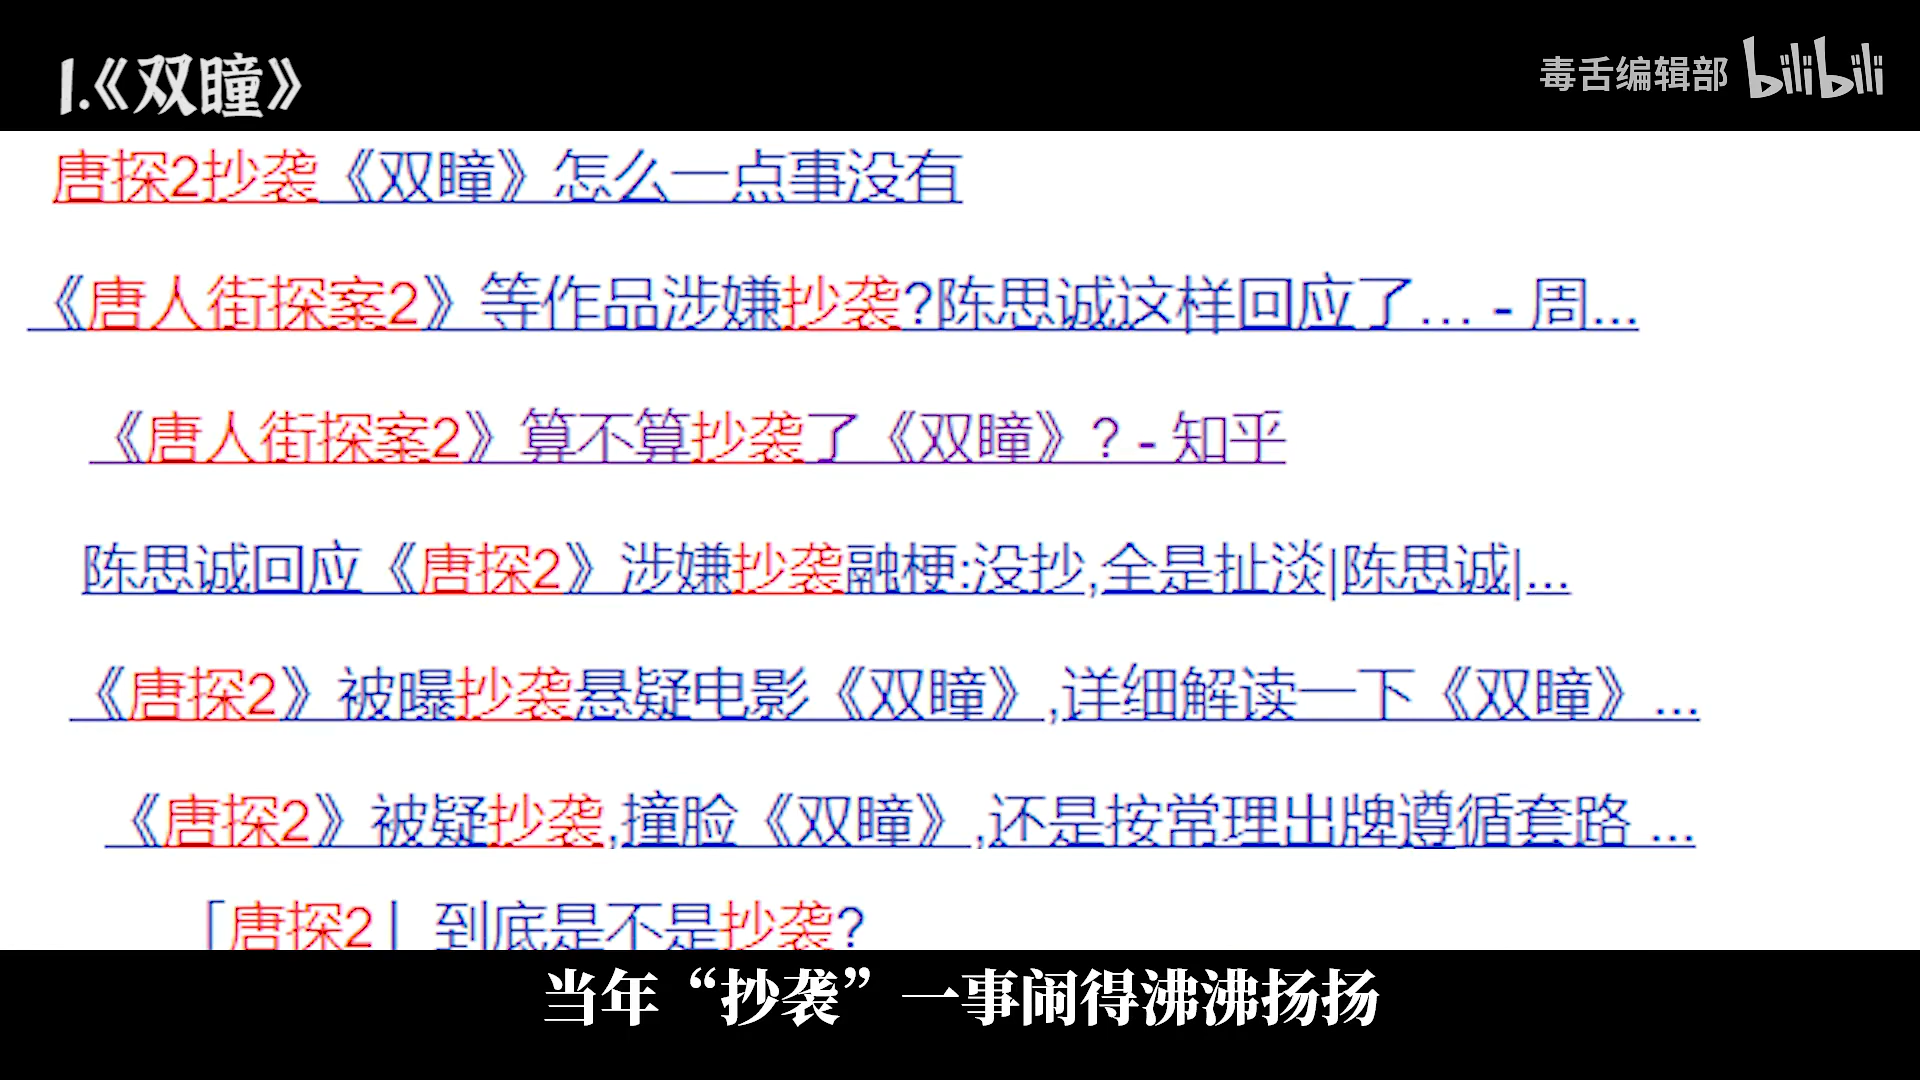 1.《双瞳》
毒舌编辑部 bilibili
唐探2抄袭《双瞳》怎么一点事没有
《唐人街探案2》等作品涉嫌抄袭?陈思诚这样回应了... - 周...
《唐人街探案2》算不算抄袭了《双瞳》? - 知乎
陈思诚回应《唐探2》涉嫌抄袭融梗:没抄,全是扯淡|陈思诚|...
《唐探2》被曝抄袭悬疑电影《双瞳》,详细解读一下《双瞳》...
《唐探2》被疑抄袭,撞脸《双瞳》,还是按常理出牌遵循套路 ...
「唐探2」到底是不是抄袭?
当年“抄袭”一事闹得沸沸扬扬